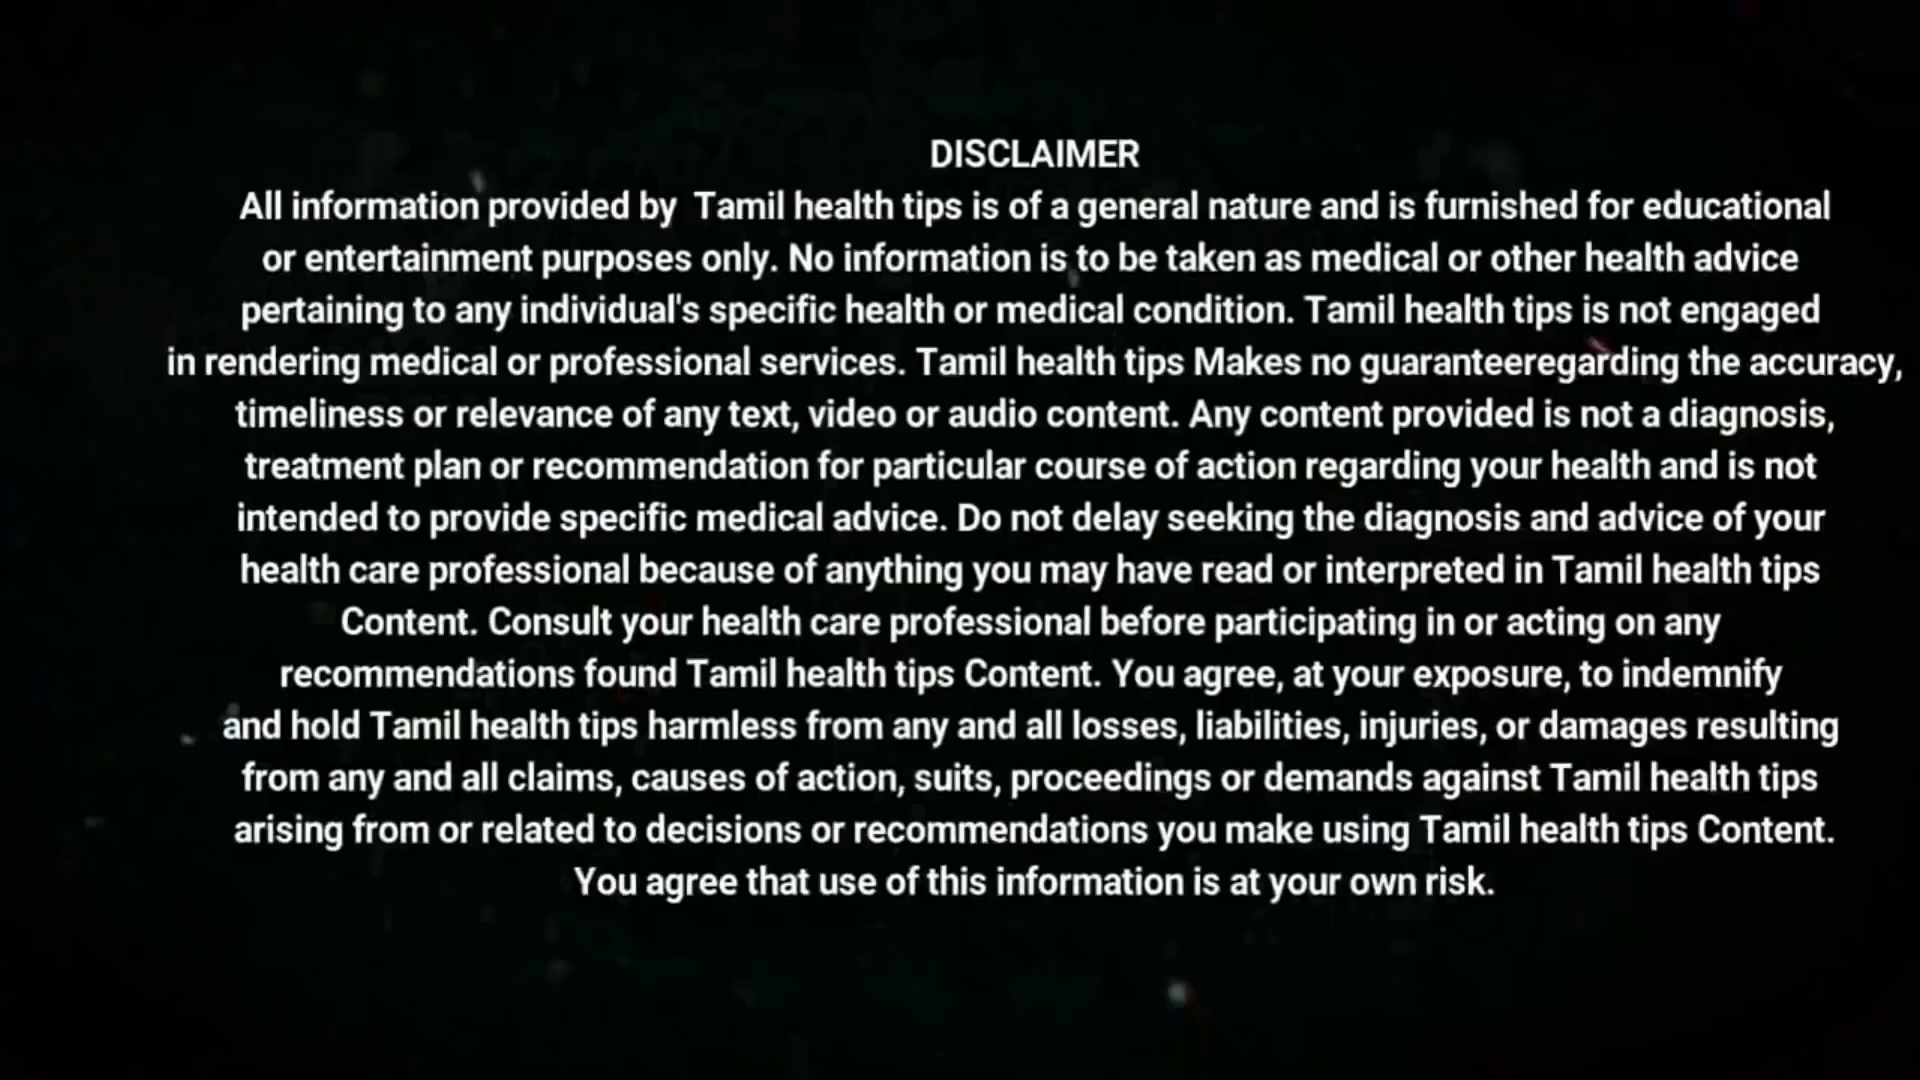 DISCLAIMER
All information provided by  Tamil health tips is of a general nature and is furnished for educational
or entertainment purposes only. No information is to be taken as medical or other health advice
pertaining to any individual's specific health or medical condition. Tamil health tips is not engaged
in rendering medical or professional services. Tamil health tips Makes no guaranteeregarding the accuracy,
timeliness or relevance of any text, video or audio content. Any content provided is not a diagnosis,
treatment plan or recommendation for particular course of action regarding your health and is not
intended to provide specific medical advice. Do not delay seeking the diagnosis and advice of your
health care professional because of anything you may have read or interpreted in Tamil health tips
Content. Consult your health care professional before participating in or acting on any
recommendations found Tamil health tips Content. You agree, at your exposure, to indemnify
and hold Tamil health tips harmless from any and all losses, liabilities, injuries, or damages resulting
from any and all claims, causes of action, suits, proceedings or demands against Tamil health tips
arising from or related to decisions or recommendations you make using Tamil health tips Content.
You agree that use of this information is at your own risk.